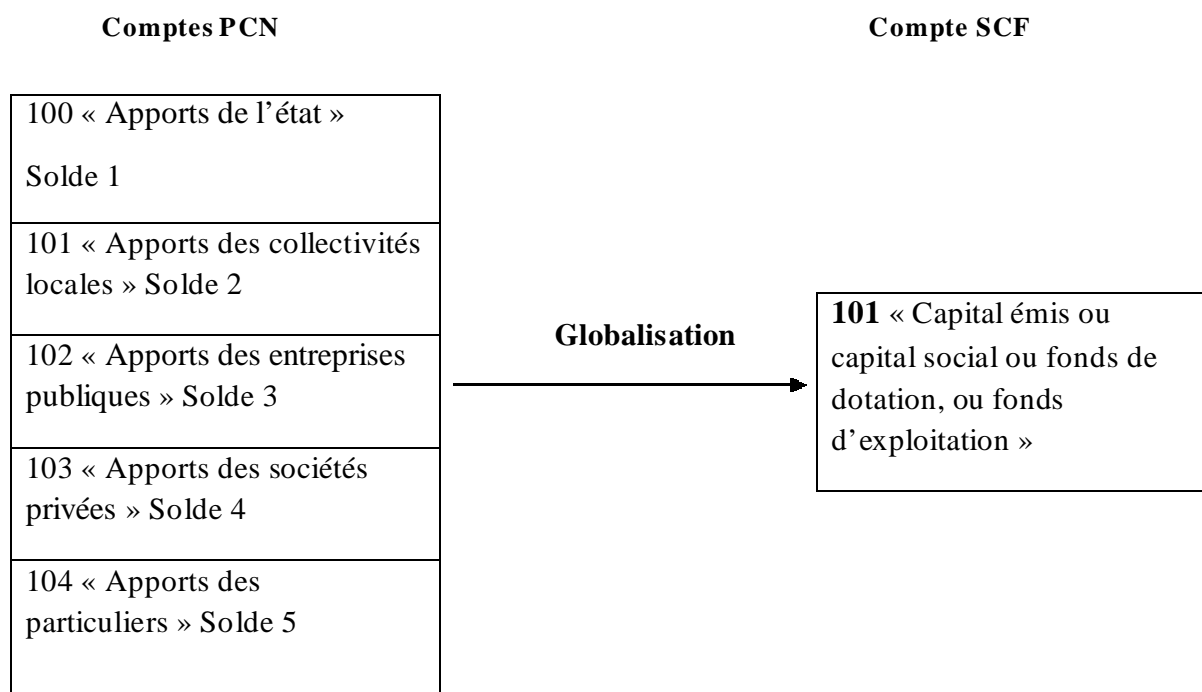 Comptes PCN
Compte SCF
100 « Apports de l’état »
Solde 1
101 « Apports des collectivités
locales » Solde 2
102 « Apports des entreprises
publiques » Solde 3
103 « Apports des sociétés
privées » Solde 4
104 « Apports des
particuliers » Solde 5
Globalisation
101 « Capital émis ou
capital social ou fonds de
dotation, ou fonds
d’exploitation »